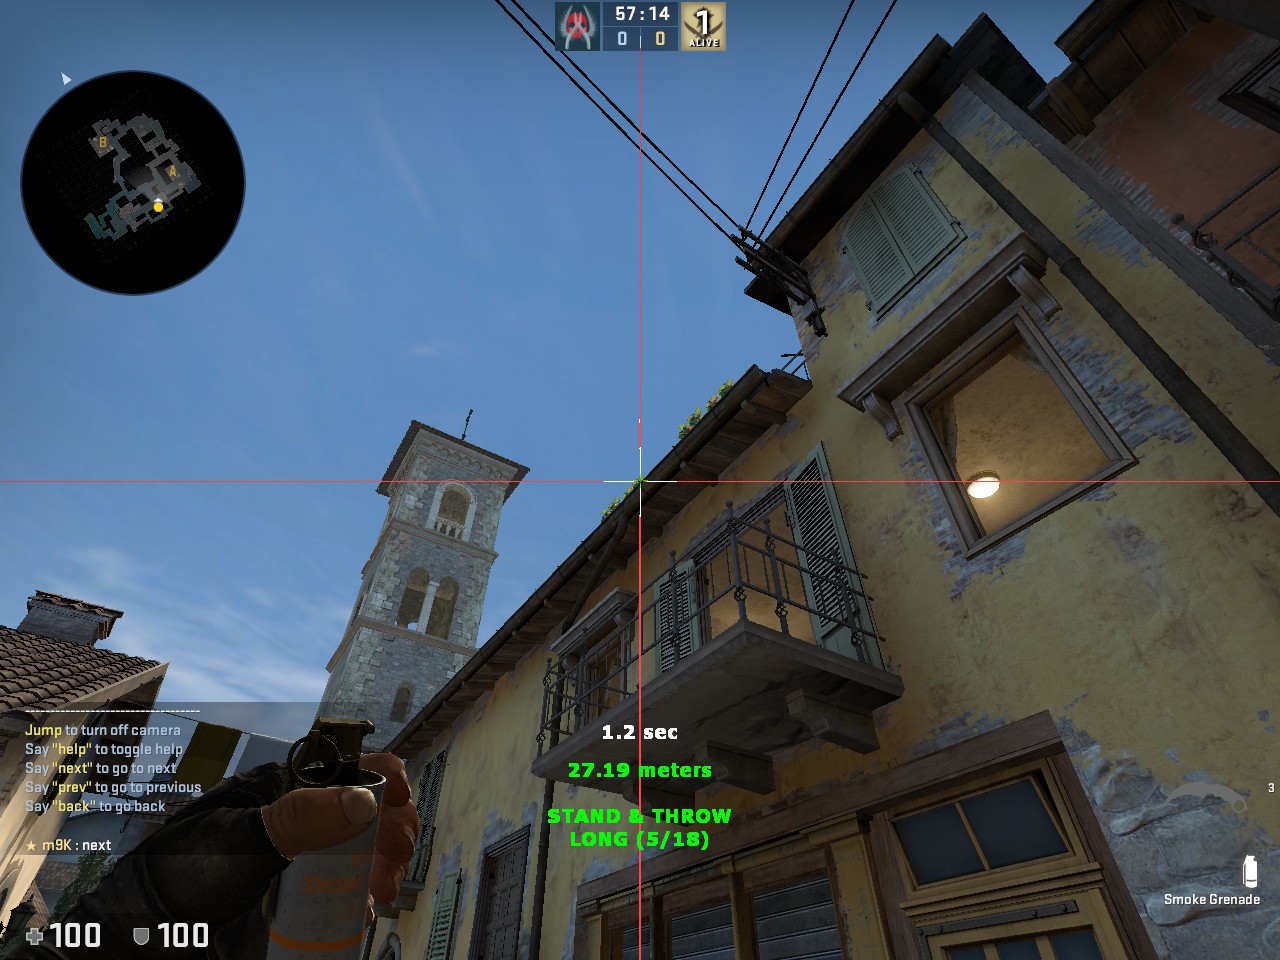 57:14
0 0
1
ALIVE
B
A
1.2 sec
27.19 meters
STAND & THROW
LONG (5/18)
--------------------------------
Jump to turn off camera
Say "help" to toggle help
Say "next" to go to next
Say "prev" to go to previous
Say "back" to go back
★ m9K : next
3
Smoke Grenade
100 100